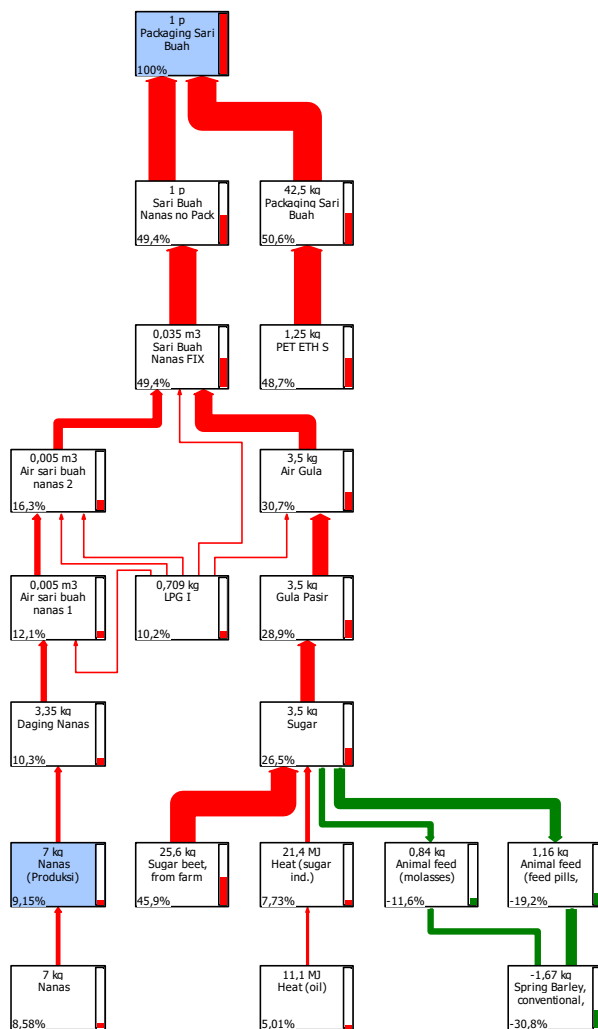 1 p
Packaging Sari
Buah
100%
1 p
Sari Buah
Nanas no Pack
49,4%
42,5 kg
Packaging Sari
Buah
50,6%
0,035 m3
Sari Buah
Nanas FIX
49,4%
1,25 kg
PET ETH S
48,7%
0,005 m3
Air sari buah
nanas 2
16,3%
3,5 kg
Air Gula
30,7%
0,005 m3
Air sari buah
nanas 1
12,1%
0,709 kg
LPG I
10,2%
3,5 kg
Gula Pasir
28,9%
3,35 kg
Daging Nanas
10,3%
3,5 kg
Sugar
26,5%
7 kg
Nanas
(Produksi)
9,15%
25,6 kg
Sugar beet,
from farm
45,9%
21,4 MJ
Heat (sugar
ind.)
7,73%
0,84 kg
Animal feed
(molasses)
-11,6%
1,16 kg
Animal feed
(feed pills,
-19,2%
7 kg
Nanas
8,58%
11,1 MJ
Heat (oil)
5,01%
-1,67 kg
Spring Barley,
conventional,
-30,8%